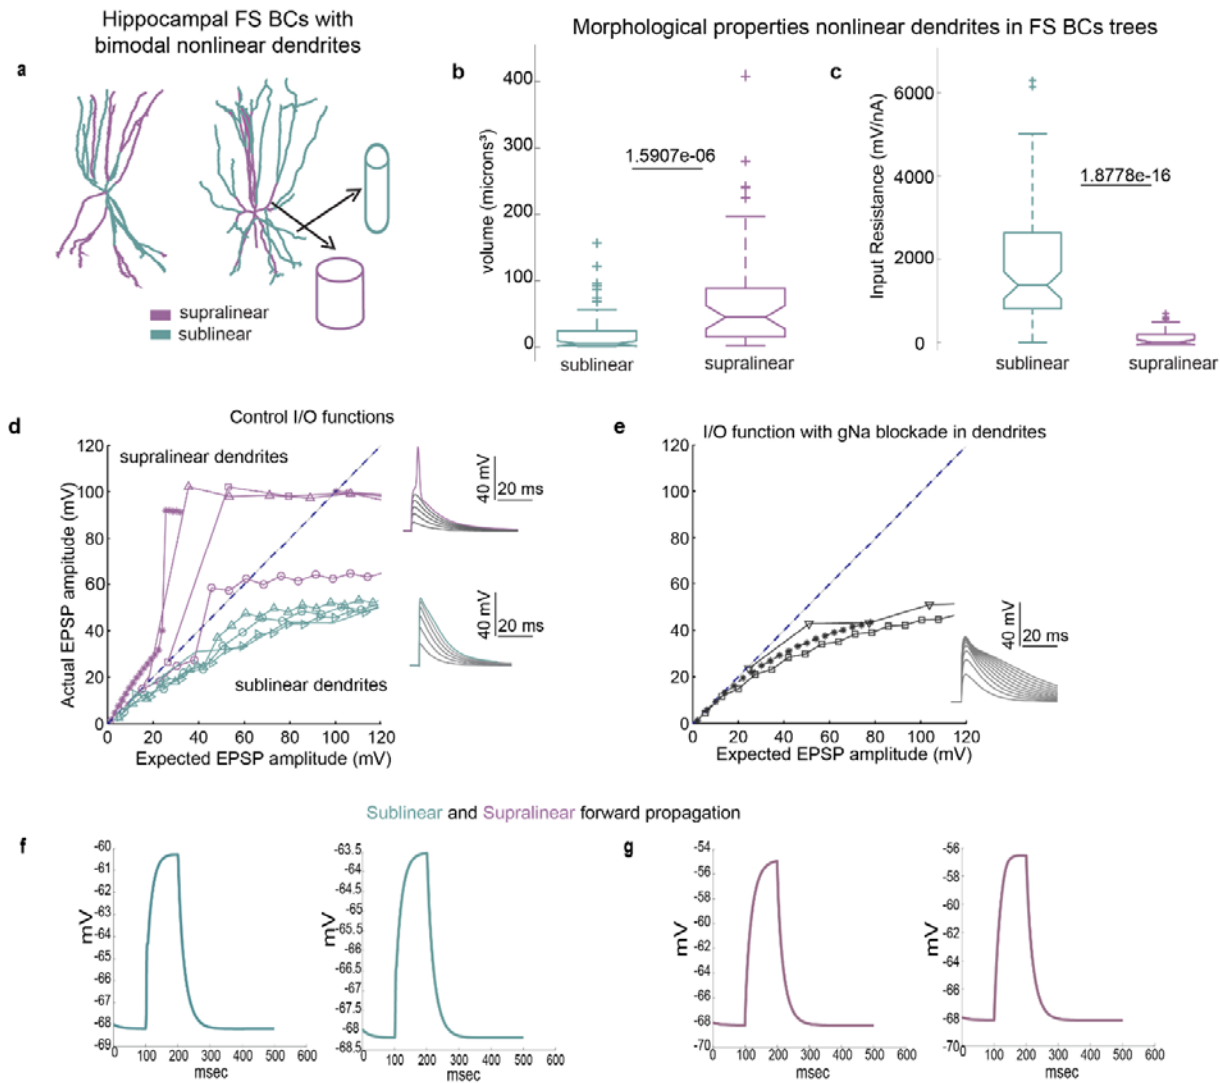 Hippocampal FS BCs with
bimodal nonlinear dendrites
Morphological properties nonlinear dendrites in FS BCs trees
a
supralinear
sublinear
b
volume (microns³)
400
300
200
100
0
1.5907e-06
sublinear
supralinear
c
Input Resistance (mV/nA)
6000
4000
2000
0
1.8778e-16
sublinear
supralinear
d
Control I/O functions
Actual EPSP ampitude (mV)
120
100
80
60
40
20
0
supralinear dendrites
sublinear dendrites
0 20 40 60 80 100 120
Expected EPSP amplitude (mV)
40 mV
20 ms
40 mV
20 ms
e
I/O function with gNa blockade in dendrites
120
100
80
60
40
20
0
0 20 40 60 80 100 120
Expected EPSP amplitude (mV)
40 mV
20 ms
Sublinear and Supralinear forward propagation
f
mV
-60
-61
-62
-63
-64
-65
-66
-67
-68
-69
0 100 200 300 400 500 600
msec
mV
-63.5
-64
-64.5
-65
-65.5
-66
-66.5
-67
-67.5
-68
-68.5
0 100 200 300 400 500 600
msec
g
mV
-54
-56
-58
-60
-62
-64
-66
-68
-70
0 100 200 300 400 500 600
msec
mV
-56
-58
-60
-62
-64
-66
-68
-70
0 100 200 300 400 500 600
msec